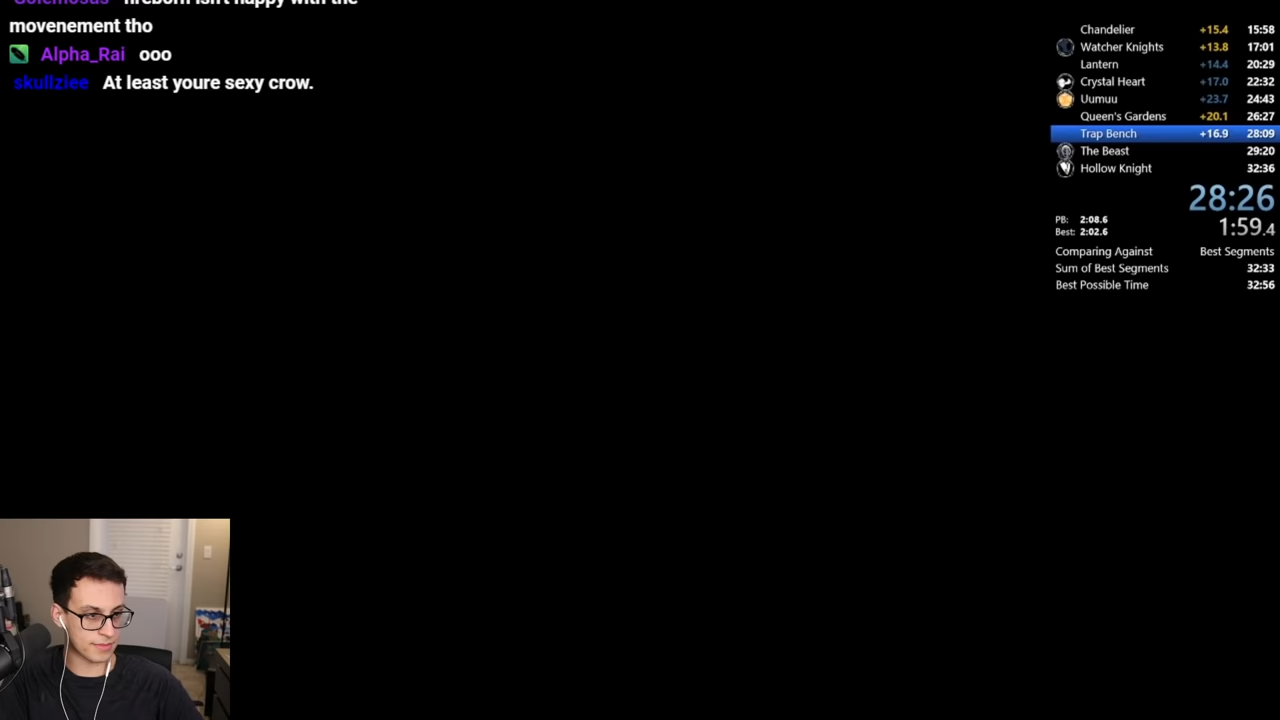 movenement tho
Alpha_Rai ooo
skullziee At least youre sexy crow.
Chandelier +15.4 15:58
Watcher Knights +13.8 17:01
Lantern +14.4 20:29
Crystal Heart +17.0 22:32
Uumuu +23.7 24:43
Queen's Gardens +20.1 26:27
Trap Bench +16.9 28:09
The Beast 29:20
Hollow Knight 32:36
28:26
PB: 2:08.6
Best: 2:02.6
1:59.4
Comparing Against Best Segments
Sum of Best Segments 32:33
Best Possible Time 32:56